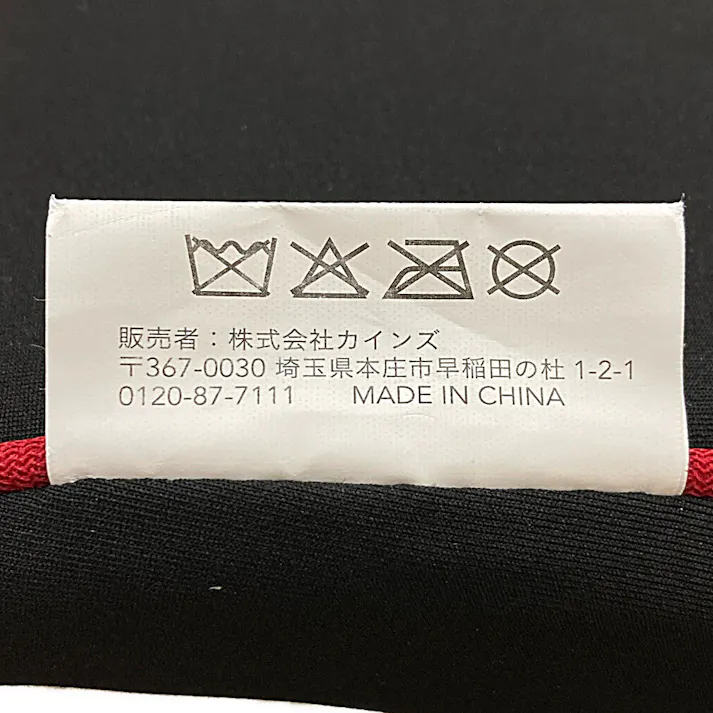 販売者：株式会社カインズ
〒367-0030 埼玉県本庄市早稲田の杜 1-2-1
0120-87-7111 MADE IN CHINA